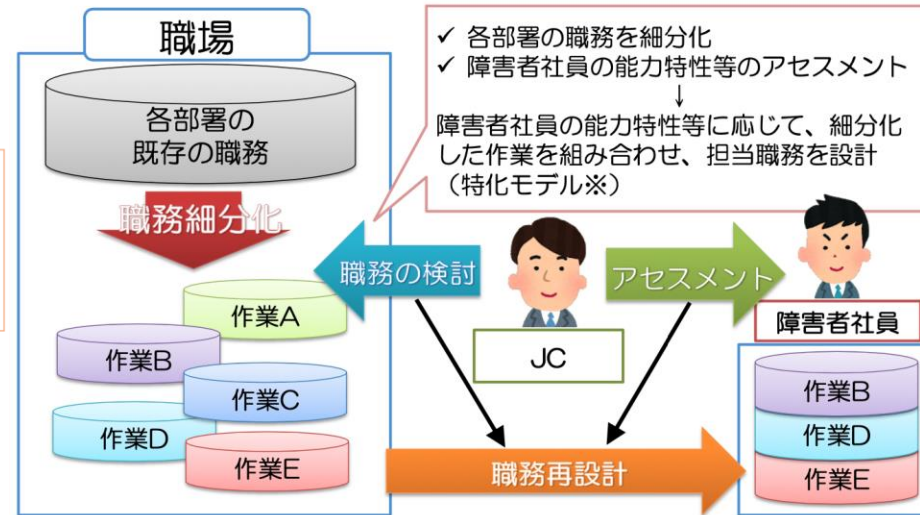 職場
各部署の
既存の職務
職務細分化
作業A
作業B
作業C
作業D
作業E
✓ 各部署の職務を細分化
✓ 障害者社員の能力特性等のアセスメント
↓
障害者社員の能力特性等に応じて、細分化
した作業を組み合わせ、担当職務を設計
（特化モデル※）
職務の検討
アセスメント
JC
障害者社員
職務再設計
作業B
作業D
作業E